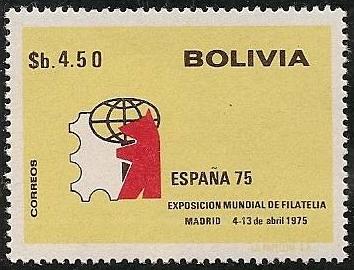 $b. 4.50
BOLIVIA
CORREOS
ESPAÑA 75
EXPOSICION MUNDIAL DE FILATELIA
MADRID 4-13 de abril 1975